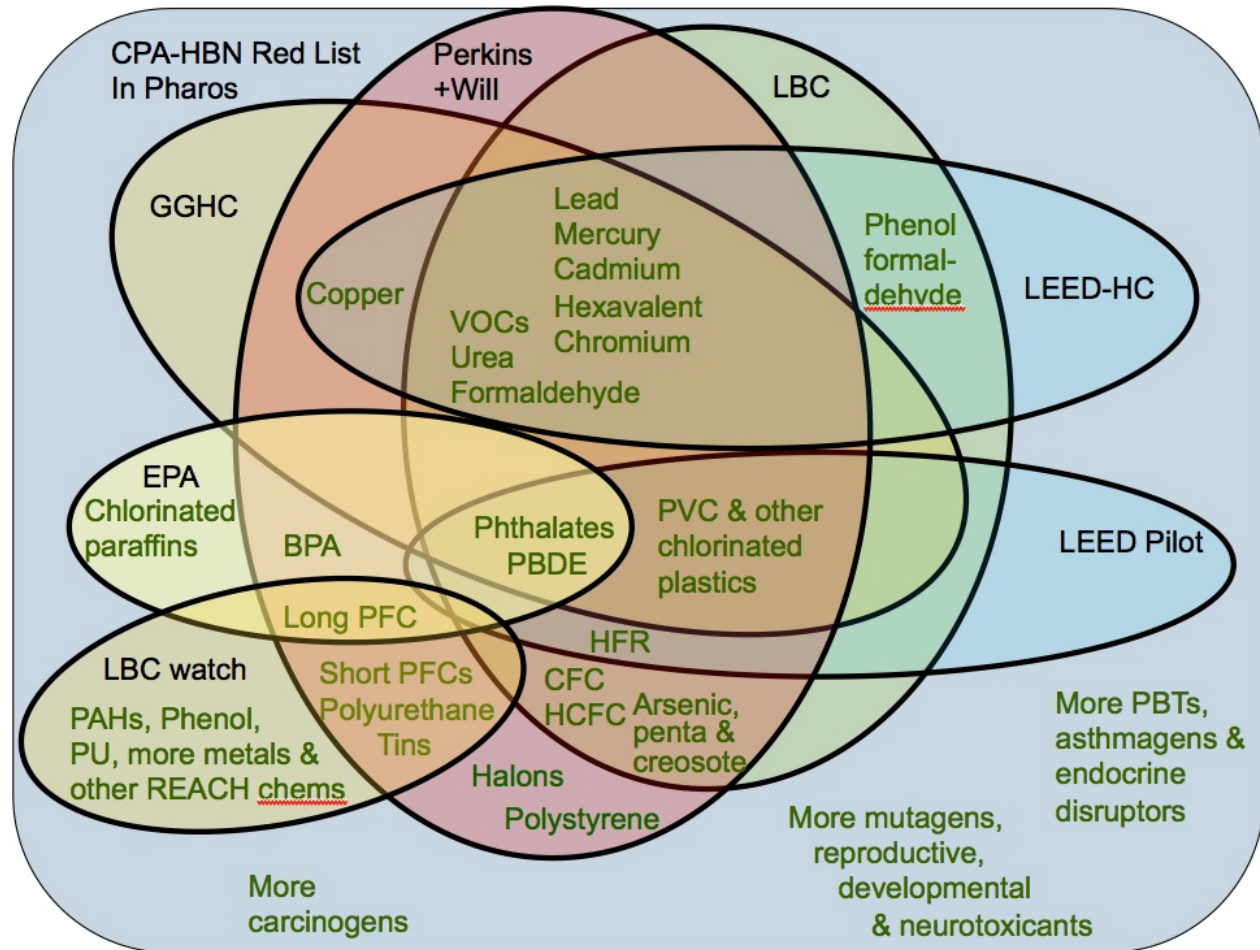 CPA-HBN Red List
In Pharos
Perkins
+Will
LBC
GGHC
Lead
Mercury
Cadmium
Hexavalent
Chromium
Phenol
formal-
dehyde
LEED-HC
Copper
VOCs
Urea
Formaldehyde
EPA
Chlorinated
paraffins
BPA
Phthalates
PBDE
PVC & other
chlorinated
plastics
LEED Pilot
Long PFC
HFR
LBC watch
Short PFCs
Polyurethane
Tins
CFC
HCFC
Arsenic,
penta &
creosote
PAHs, Phenol,
PU, more metals &
other REACH chems
Halons
Polystyrene
More PBTs,
asthmagens &
endocrine
disruptors
More mutagens,
reproductive,
developmental
& neurotoxicants
More
carcinogens